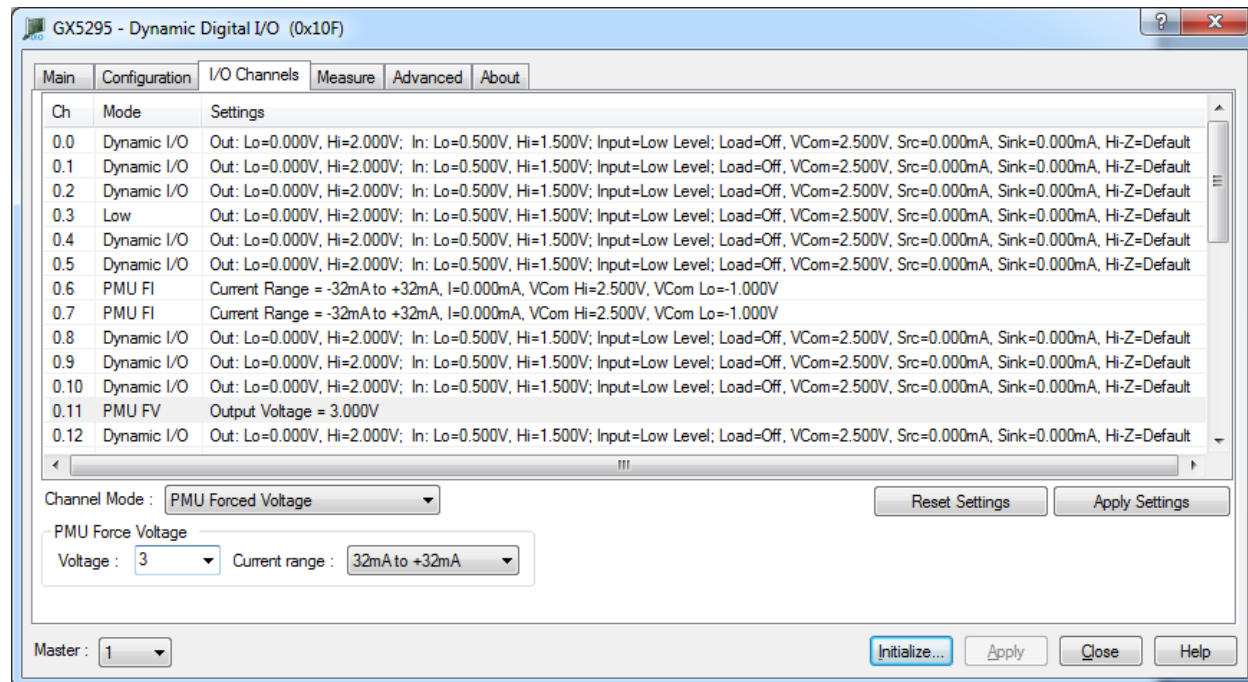 GX5295 - Dynamic Digital I/O (0x10F)
Main Configuration I/O Channels Measure Advanced About
Ch Mode Settings
0.0 Dynamic I/O Out: Lo=0.000V, Hi=2.000V; In: Lo=0.500V, Hi=1.500V; Input=Low Level; Load=Off, VCom=2.500V, Src=0.000mA, Sink=0.000mA, Hi-Z=Default
0.1 Dynamic I/O Out: Lo=0.000V, Hi=2.000V; In: Lo=0.500V, Hi=1.500V; Input=Low Level; Load=Off, VCom=2.500V, Src=0.000mA, Sink=0.000mA, Hi-Z=Default
0.2 Dynamic I/O Out: Lo=0.000V, Hi=2.000V; In: Lo=0.500V, Hi=1.500V; Input=Low Level; Load=Off, VCom=2.500V, Src=0.000mA, Sink=0.000mA, Hi-Z=Default
0.3 Low Out: Lo=0.000V, Hi=2.000V; In: Lo=0.500V, Hi=1.500V; Input=Low Level; Load=Off, VCom=2.500V, Src=0.000mA, Sink=0.000mA, Hi-Z=Default
0.4 Dynamic I/O Out: Lo=0.000V, Hi=2.000V; In: Lo=0.500V, Hi=1.500V; Input=Low Level; Load=Off, VCom=2.500V, Src=0.000mA, Sink=0.000mA, Hi-Z=Default
0.5 Dynamic I/O Out: Lo=0.000V, Hi=2.000V; In: Lo=0.500V, Hi=1.500V; Input=Low Level; Load=Off, VCom=2.500V, Src=0.000mA, Sink=0.000mA, Hi-Z=Default
0.6 PMU FI Current Range = -32mA to +32mA, I=0.000mA, VCom Hi=2.500V, VCom Lo=-1.000V
0.7 PMU FI Current Range = -32mA to +32mA, I=0.000mA, VCom Hi=2.500V, VCom Lo=-1.000V
0.8 Dynamic I/O Out: Lo=0.000V, Hi=2.000V; In: Lo=0.500V, Hi=1.500V; Input=Low Level; Load=Off, VCom=2.500V, Src=0.000mA, Sink=0.000mA, Hi-Z=Default
0.9 Dynamic I/O Out: Lo=0.000V, Hi=2.000V; In: Lo=0.500V, Hi=1.500V; Input=Low Level; Load=Off, VCom=2.500V, Src=0.000mA, Sink=0.000mA, Hi-Z=Default
0.10 Dynamic I/O Out: Lo=0.000V, Hi=2.000V; In: Lo=0.500V, Hi=1.500V; Input=Low Level; Load=Off, VCom=2.500V, Src=0.000mA, Sink=0.000mA, Hi-Z=Default
0.11 PMU FV Output Voltage = 3.000V
0.12 Dynamic I/O Out: Lo=0.000V, Hi=2.000V; In: Lo=0.500V, Hi=1.500V; Input=Low Level; Load=Off, VCom=2.500V, Src=0.000mA, Sink=0.000mA, Hi-Z=Default
Channel Mode : PMU Forced Voltage Reset Settings Apply Settings
PMU Force Voltage
Voltage : 3 Current range : 32mA to +32mA
Master : 1 Initialize... Apply Close Help